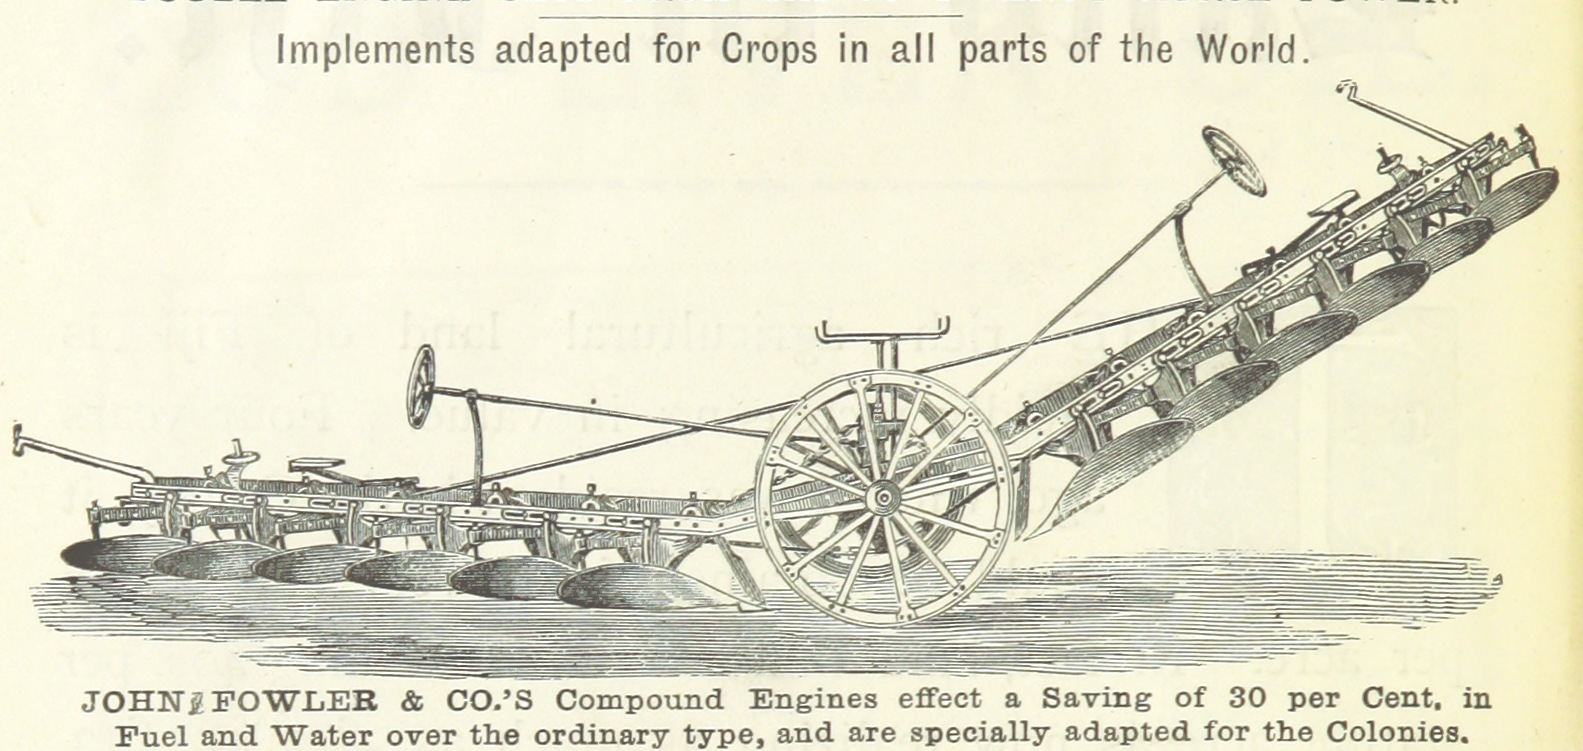 Implements adapted for Crops in all parts of the World.
JOHN FOWLER & CO.'S Compound Engines effect a Saving of 30 per Cent. in
Fuel and Water over the ordinary type, and are specially adapted for the Colonies.